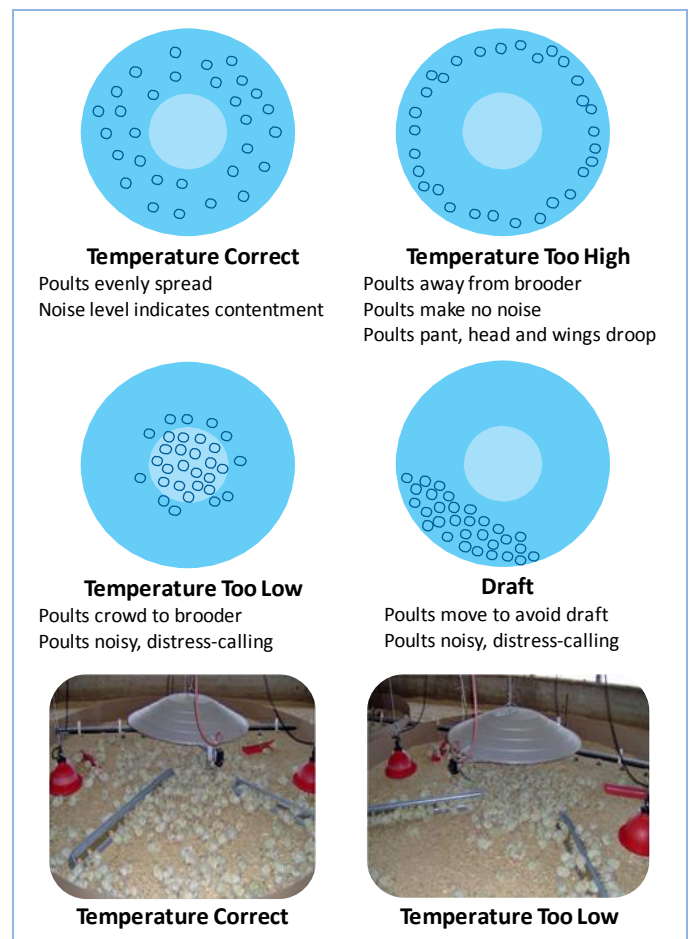 Temperature Correct
Poults evenly spread
Noise level indicates contentment
Temperature Too High
Poults away from brooder
Poults make no noise
Poults pant, head and wings droop
Temperature Too Low
Poults crowd to brooder
Poults noisy, distress-calling
Draft
Poults move to avoid draft
Poults noisy, distress-calling
Temperature Correct
Temperature Too Low